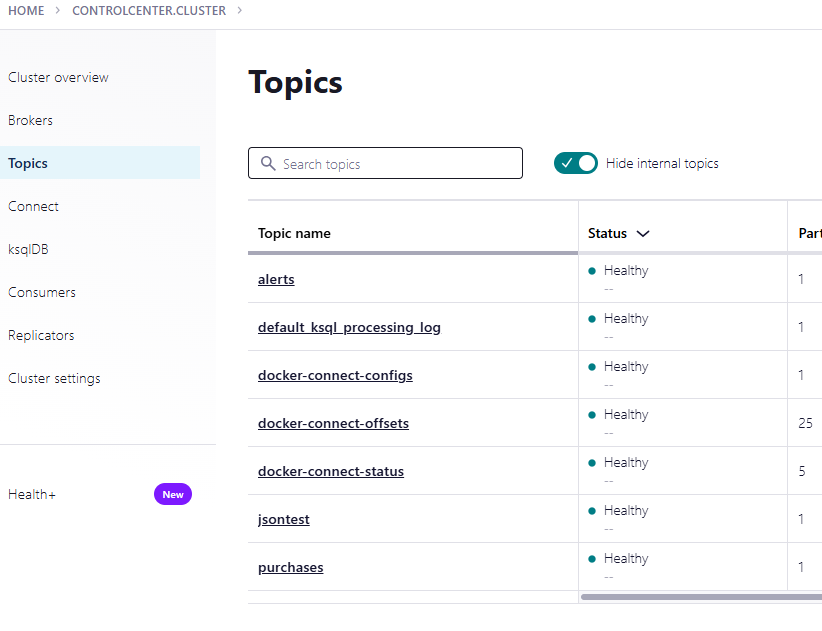 HOME > CONTROLCENTER.CLUSTER >
Cluster overview
Brokers
Topics
Connect
ksqlDB
Consumers
Replicators
Cluster settings
Health+ New
Topics
Search topics
Hide internal topics
Topic name Status Part
alerts Healthy 1
--
default_ksql_processing_log Healthy 1
--
docker-connect-configs Healthy 1
--
docker-connect-offsets Healthy 25
--
docker-connect-status Healthy 5
--
jsontest Healthy 1
--
purchases Healthy 1
--